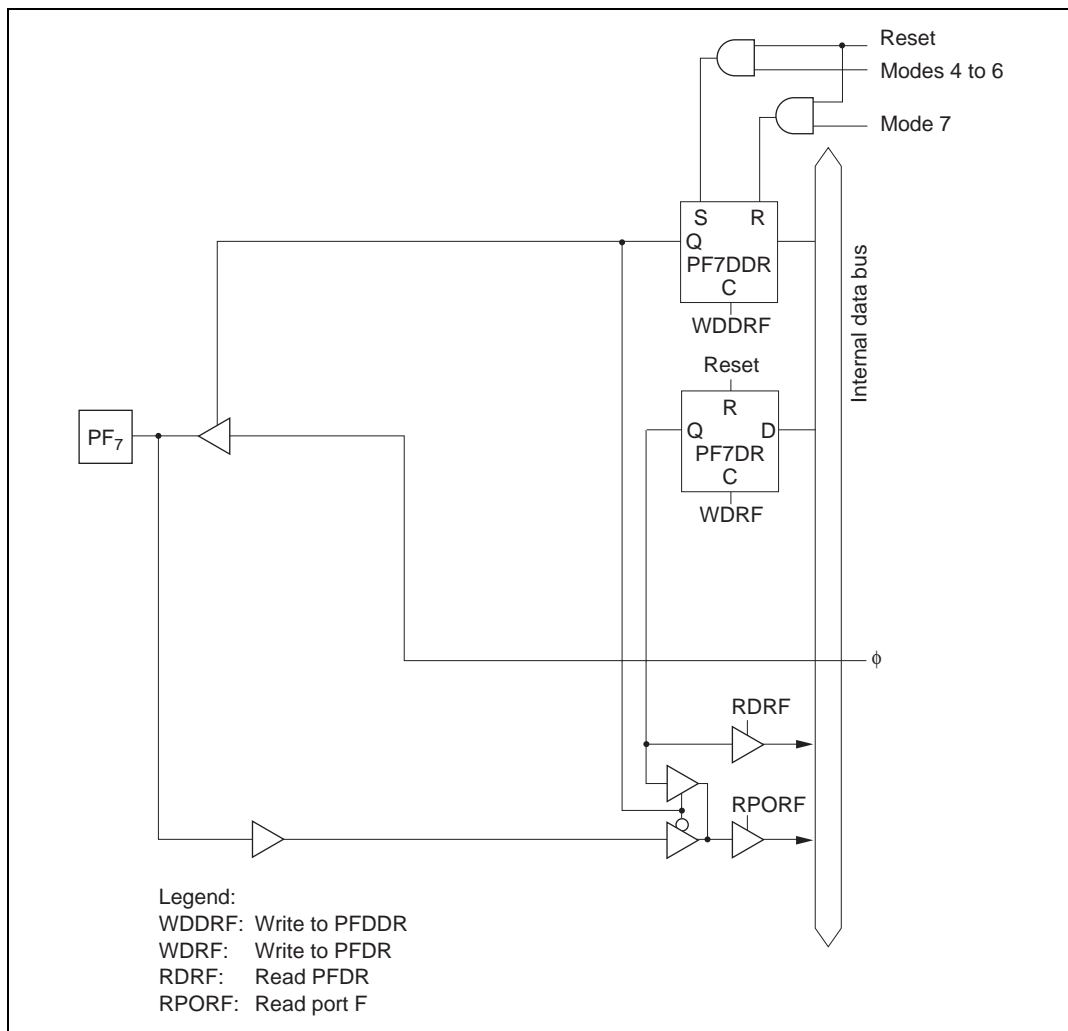 Reset
Modes 4 to 6
Mode 7
S R
Q
PF7DDR
C
WDDRF
Internal data bus
Reset
R
Q D
PF7DR
C
WDRF
PF7
ϕ
RDRF
RPORF
Legend:
WDDRF: Write to PFDDR
WDRF: Write to PFDR
RDRF: Read PFDR
RPORF: Read port F